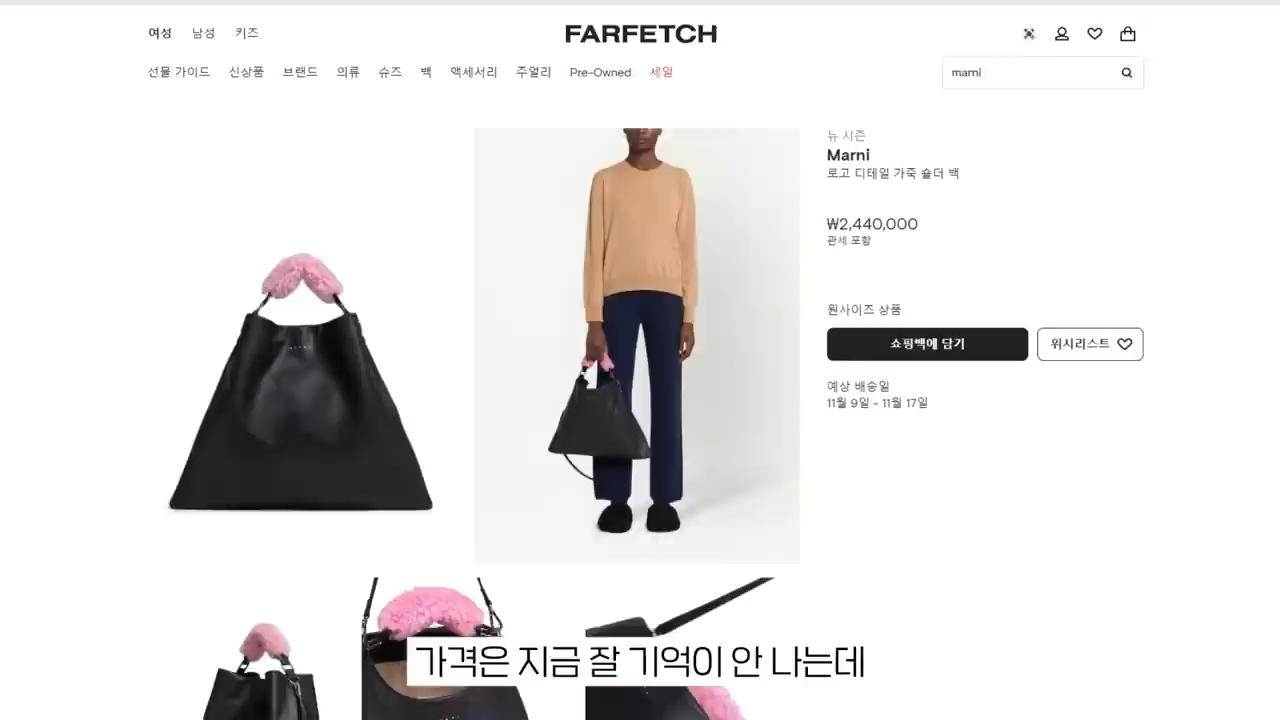 여성 남성 키즈
FARFETCH
선물 가이드 신상품 브랜드 의류 슈즈 백 액세서리 주얼리 Pre-Owned 세일
marni
뉴 시즌
Marni
로고 디테일 가죽 숄더 백
₩2,440,000
관세 포함
원사이즈 상품
쇼핑백에 담기
위시리스트
예상 배송일
11월 9일 - 11월 17일
가격은 지금 잘 기억이 안 나는데